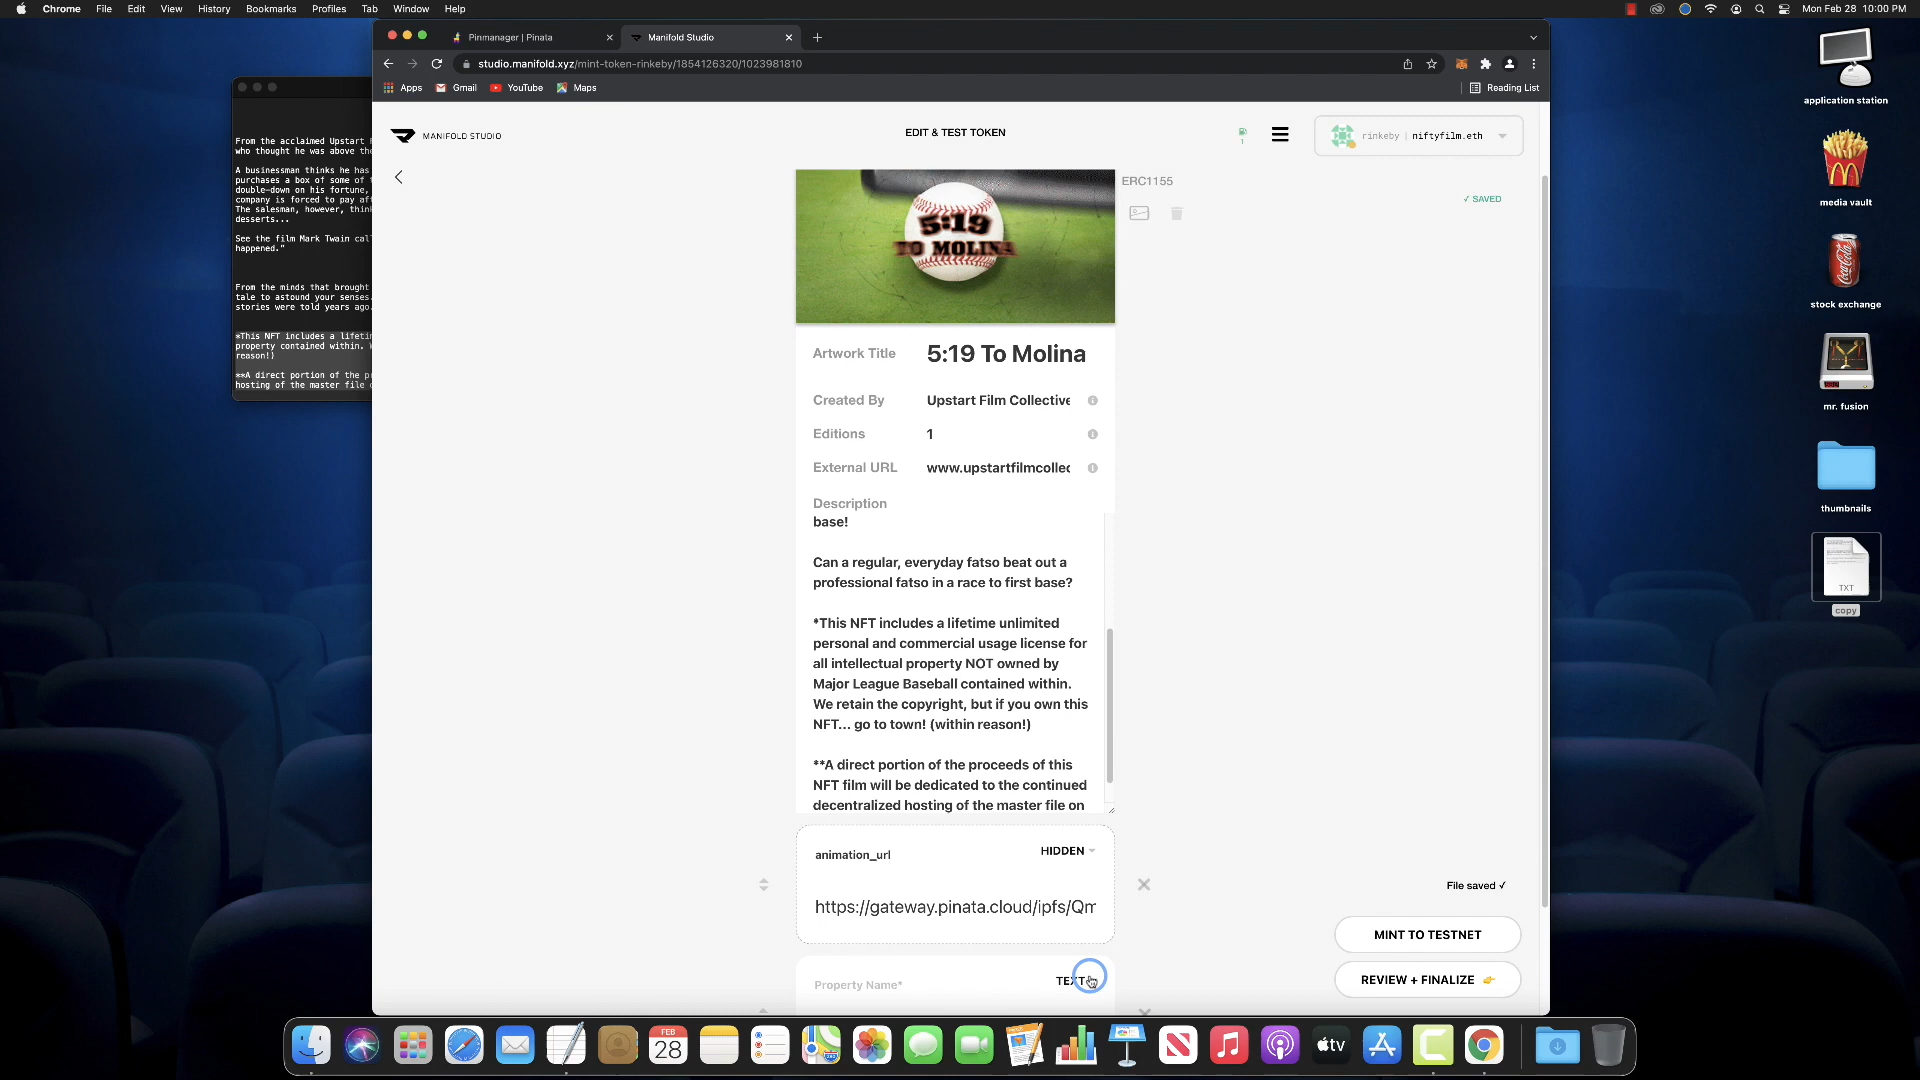 Chrome File Edit View History Bookmarks Profiles Tab Window Help
Mon Feb 28 10:00 PM
Pinmanager | Pinata
Manifold Studio
studio.manifold.xyz/mint-token-rinkeby/1854126320/1023981810
Apps Gmail YouTube Maps
Reading List
From the acclaimed Upstart
who thought he was above the
A businessman thinks he has
purchases a box of some of
double-down on his fortune,
company is forced to pay
The salesman, however,
desserts...
See the film Mark Twain
happened."
From the minds that brought
tale to astound your senses.
stories were told years ago.
*This NFT includes a
property contained within.
reason!)
**A direct portion of the
hosting of the master file
MANIFOLD STUDIO
EDIT & TEST TOKEN
1
rinkeby | niftyfilm.eth
5:19
TO MOLINA
ERC1155
✓ SAVED
Artwork Title 5:19 To Molina
Created By Upstart Film Collective
Editions 1
External URL www.upstartfilmcollec
Description
base!
Can a regular, everyday fatso beat out a
professional fatso in a race to first base?
*This NFT includes a lifetime unlimited
personal and commercial usage license for
all intellectual property NOT owned by
Major League Baseball contained within.
We retain the copyright, but if you own this
NFT... go to town! (within reason!)
**A direct portion of the proceeds of this
NFT film will be dedicated to the continued
decentralized hosting of the master file on
animation_url
HIDDEN
https://gateway.pinata.cloud/ipfs/Qm
Property Name*
TEXT
File saved ✓
MINT TO TESTNET
REVIEW + FINALIZE
application station
media vault
Coca-Cola
stock exchange
mr. fusion
thumbnails
TXT
copy
FEB
28
tv